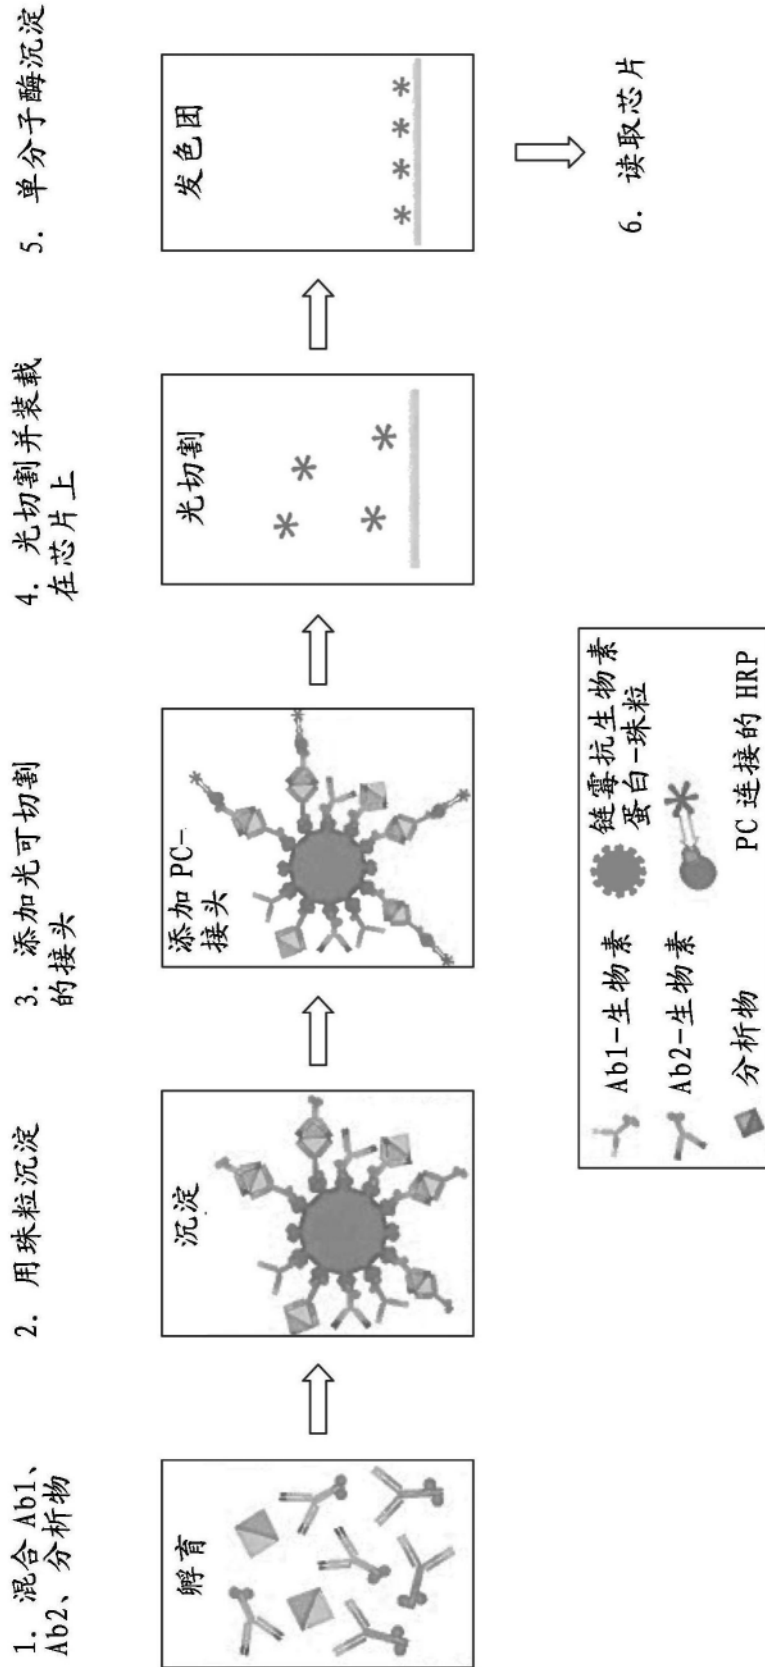 1. 混合 Ab1、
Ab2、分析物
孵育
2. 用珠粒沉淀
沉淀
3. 添加光可切割
的接头
添加 PC-
接头
4. 光切割并装载
在芯片上
光切割
5. 单分子酶沉淀
发色团
6. 读取芯片
Ab1-生物素
Ab2-生物素
分析物
链霉抗生物素
蛋白-珠粒
PC 连接的 HRP